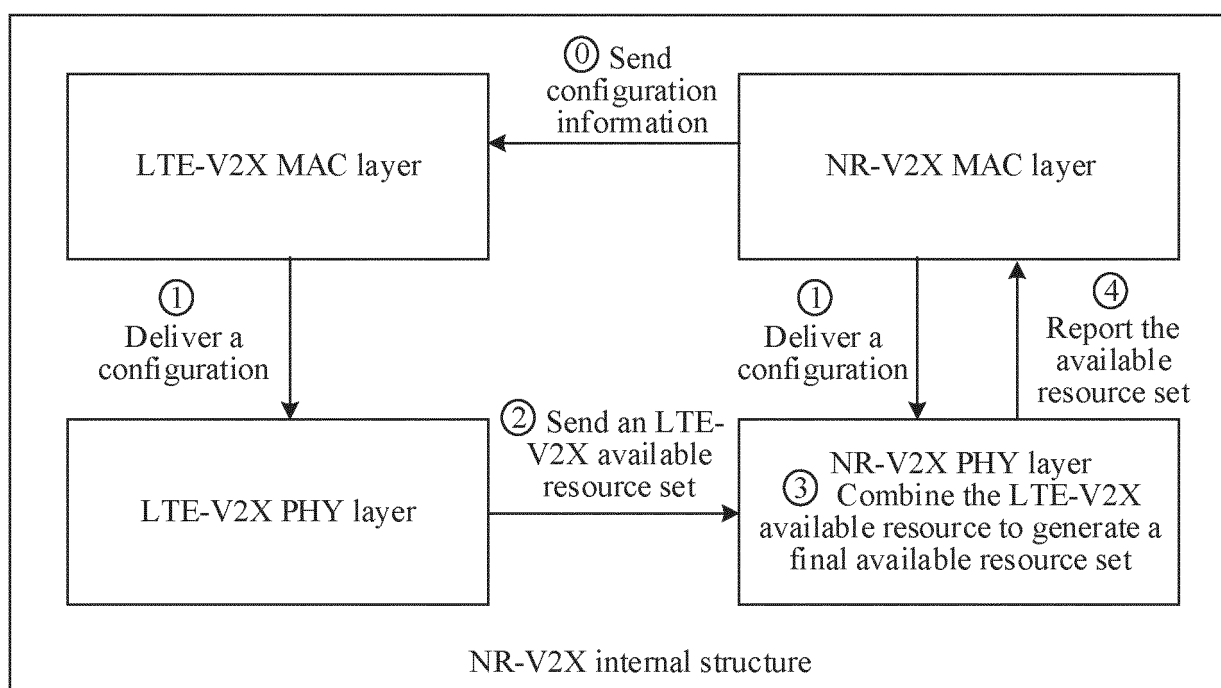 ⓪ Send
configuration
information
LTE-V2X MAC layer
NR-V2X MAC layer
① 
Deliver a
configuration
①
Deliver a
configuration
④
Report the
available
resource set
② Send an LTE-
V2X available
resource set
LTE-V2X PHY layer
NR-V2X PHY layer
③ Combine the LTE-V2X
available resource to generate a
final available resource set
NR-V2X internal structure